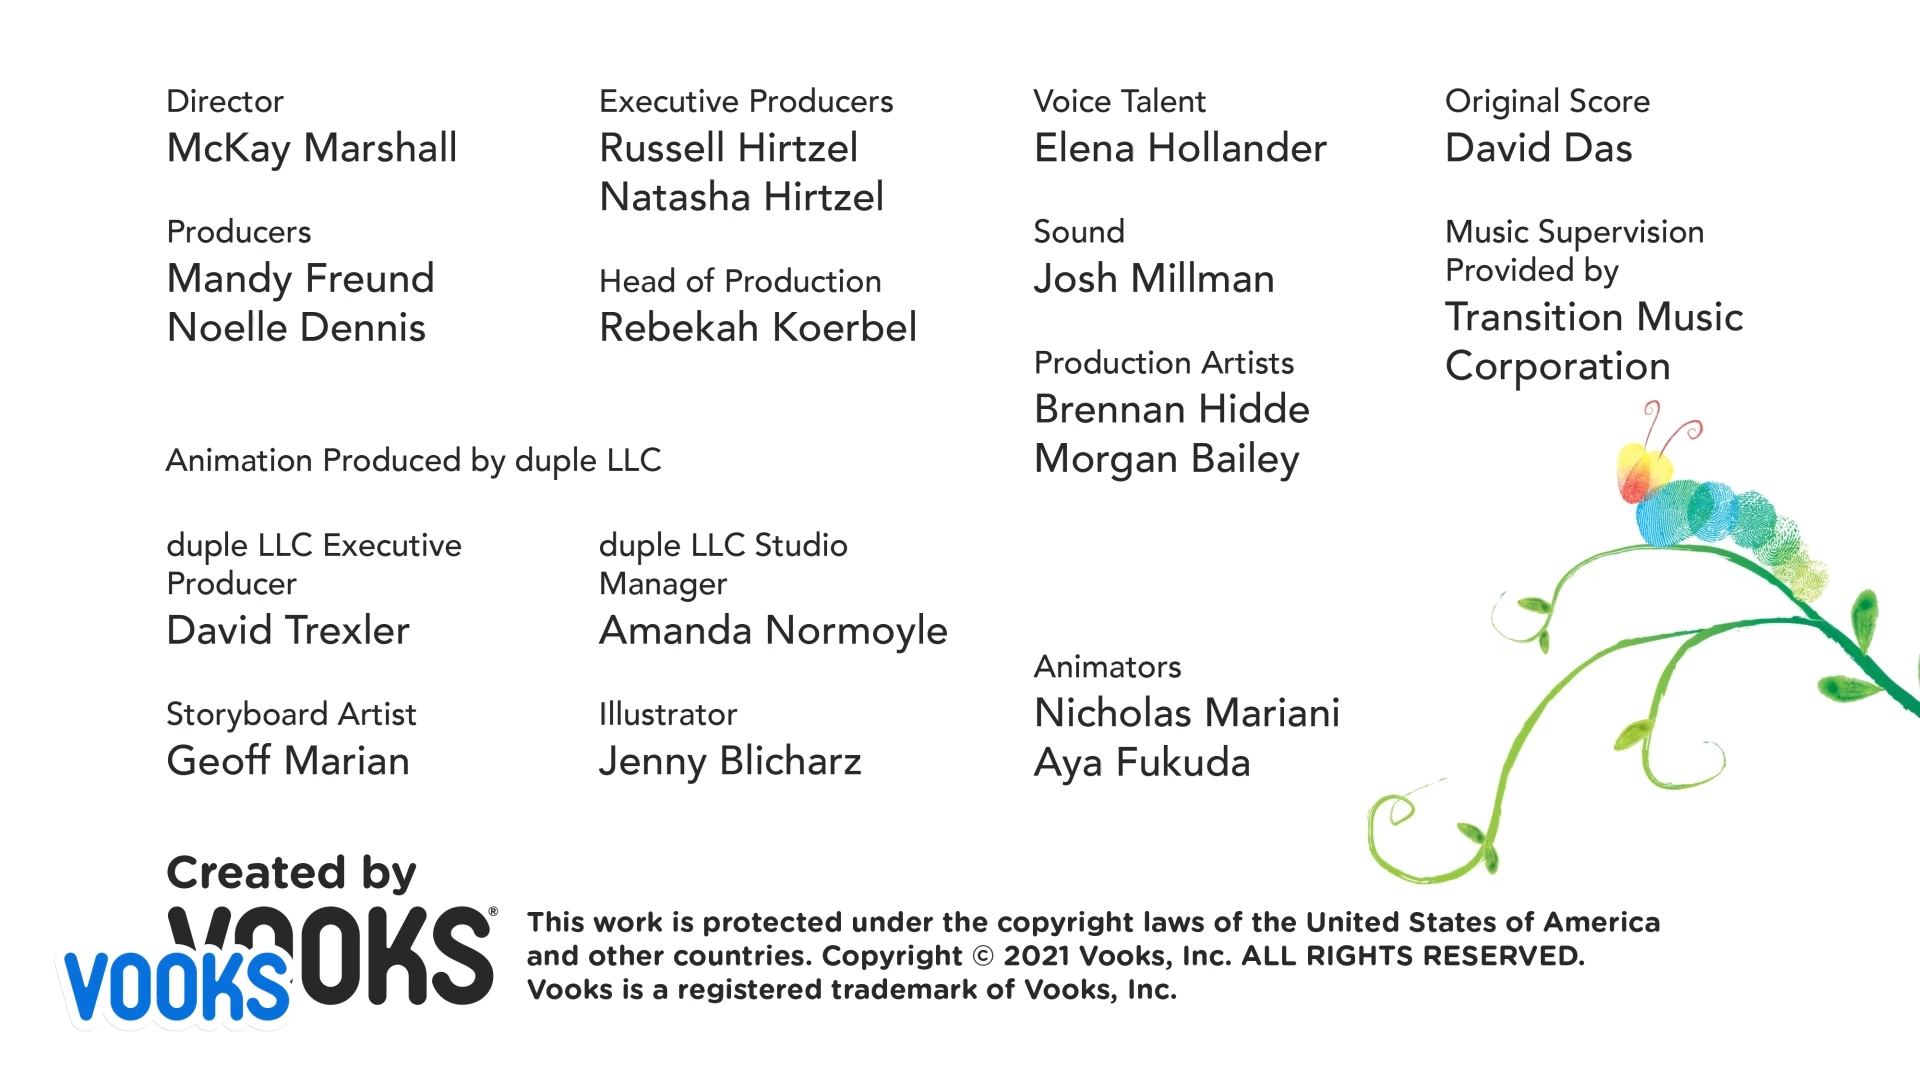 Director
McKay Marshall
Producers
Mandy Freund
Noelle Dennis
Executive Producers
Russell Hirtzel
Natasha Hirtzel
Head of Production
Rebekah Koerbel
Animation Produced by duple LLC
duple LLC Executive
Producer
David Trexler
duple LLC Studio
Manager
Amanda Normoyle
Storyboard Artist
Geoff Marian
Illustrator
Jenny Blicharz
Voice Talent
Elena Hollander
Sound
Josh Millman
Production Artists
Brennan Hidde
Morgan Bailey
Animators
Nicholas Mariani
Aya Fukuda
Original Score
David Das
Music Supervision
Provided by
Transition Music
Corporation
Created by
VOOKS®
VOOKS
This work is protected under the copyright laws of the United States of America
and other countries. Copyright © 2021 Vooks, Inc. ALL RIGHTS RESERVED.
Vooks is a registered trademark of Vooks, Inc.